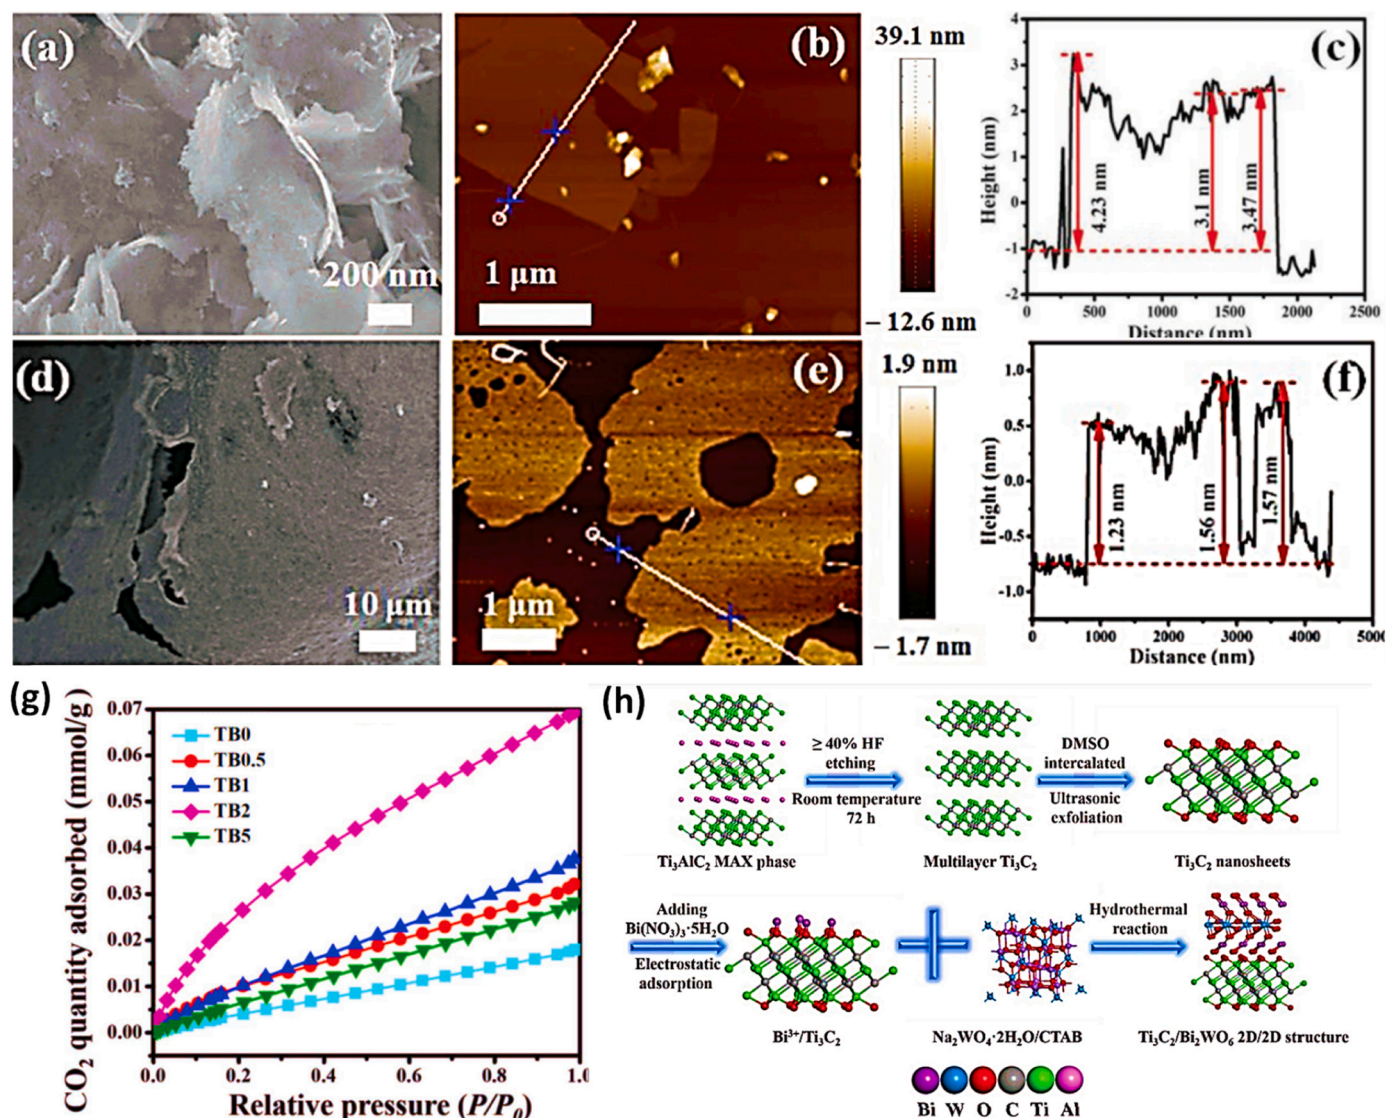 (a)
200 nm
(b)
1 µm
39.1 nm
– 12.6 nm
(c)
Height (nm)
4
3
2
1
0
-1
-2
4.23 nm
3.1 nm
3.47 nm
0
500
1000
1500
2000
2500
Distance (nm)
(d)
10 µm
(e)
1 µm
1.9 nm
– 1.7 nm
(f)
Height (nm)
1.0
0.5
0.0
-0.5
-1.0
1.23 nm
1.56 nm
1.57 nm
0
1000
2000
3000
4000
5000
Distance (nm)
(g)
CO2 quantity adsorbed (mmol/g)
0.07
0.06
0.05
0.04
0.03
0.02
0.01
0.00
TB0
TB0.5
TB1
TB2
TB5
0.0
0.2
0.4
0.6
0.8
1.0
Relative pressure (P/P0)
(h)
≥ 40% HF
etching
Room temperature
72 h
DMSO
intercalated
Ultrasonic
exfoliation
Ti3AlC2 MAX phase
Multilayer Ti3C2
Ti3C2 nanosheets
Adding
Bi(NO3)3·5H2O
Electrostatic
adsorption
Hydrothermal
reaction
Bi3+/Ti3C2
Na2WO4·2H2O/CTAB
Ti3C2/Bi2WO6 2D/2D structure
Bi W O C Ti Al